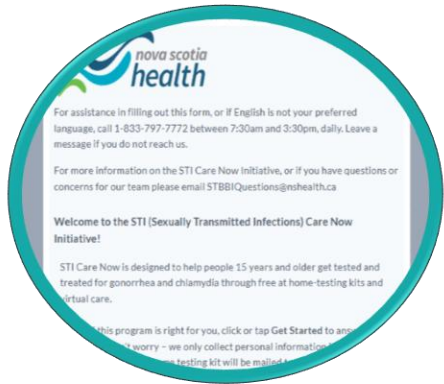 nova scotia
health
For assistance in filling out this form, or if English is not your preferred
language, call 1-833-797-7772 between 7:30am and 3:30pm, daily. Leave a
message if you do not reach us.
For more information on the STI Care Now Initiative, or if you have questions or
concerns for our team please email STBBIQuestions@nshealth.ca
Welcome to the STI (Sexually Transmitted Infections) Care Now
Initiative!
STI Care Now is designed to help people 15 years and older get tested and
treated for gonorrhea and chlamydia through free at home-testing kits and
virtual care.
this program is right for you, click or tap Get Started to
worry – we only collect personal information
testing kit will be mailed